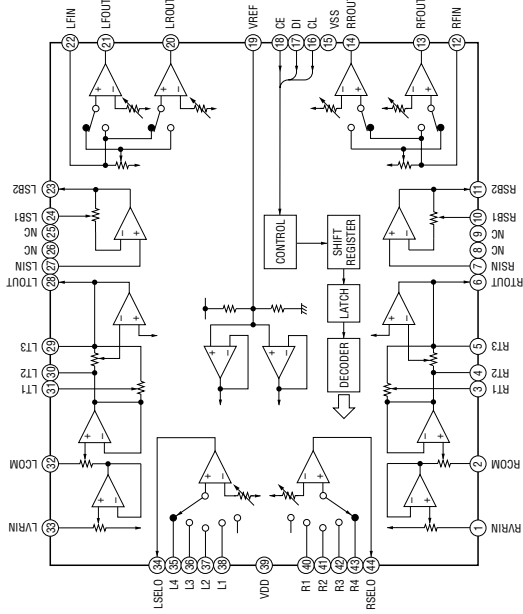 22 LFIN
21 LFOUT
20 LROUT
19 VREF
18 CE
17 DI
16 CL
15 VSS
14 RROUT
13 RFOUT
12 RFIN
23 LSB2
24 LSB1
25 NC
26 NC
27 LSIN
28 LTOUT
29 LT3
30 LT2
31 LT1
32 LCOM
33 LVRIN
CONTROL
SHIFT
REGISTER
LATCH
DECODER
11 RSB2
10 RSB1
9 NC
8 NC
7 RSIN
6 RTOUT
5 RT3
4 RT2
3 RT1
2 RCOM
1 RVRIN
LSELO 34
L4 35
L3 36
L2 37
L1 38
VDD 39
R1 40
R2 41
R3 42
R4 43
RSELO 44